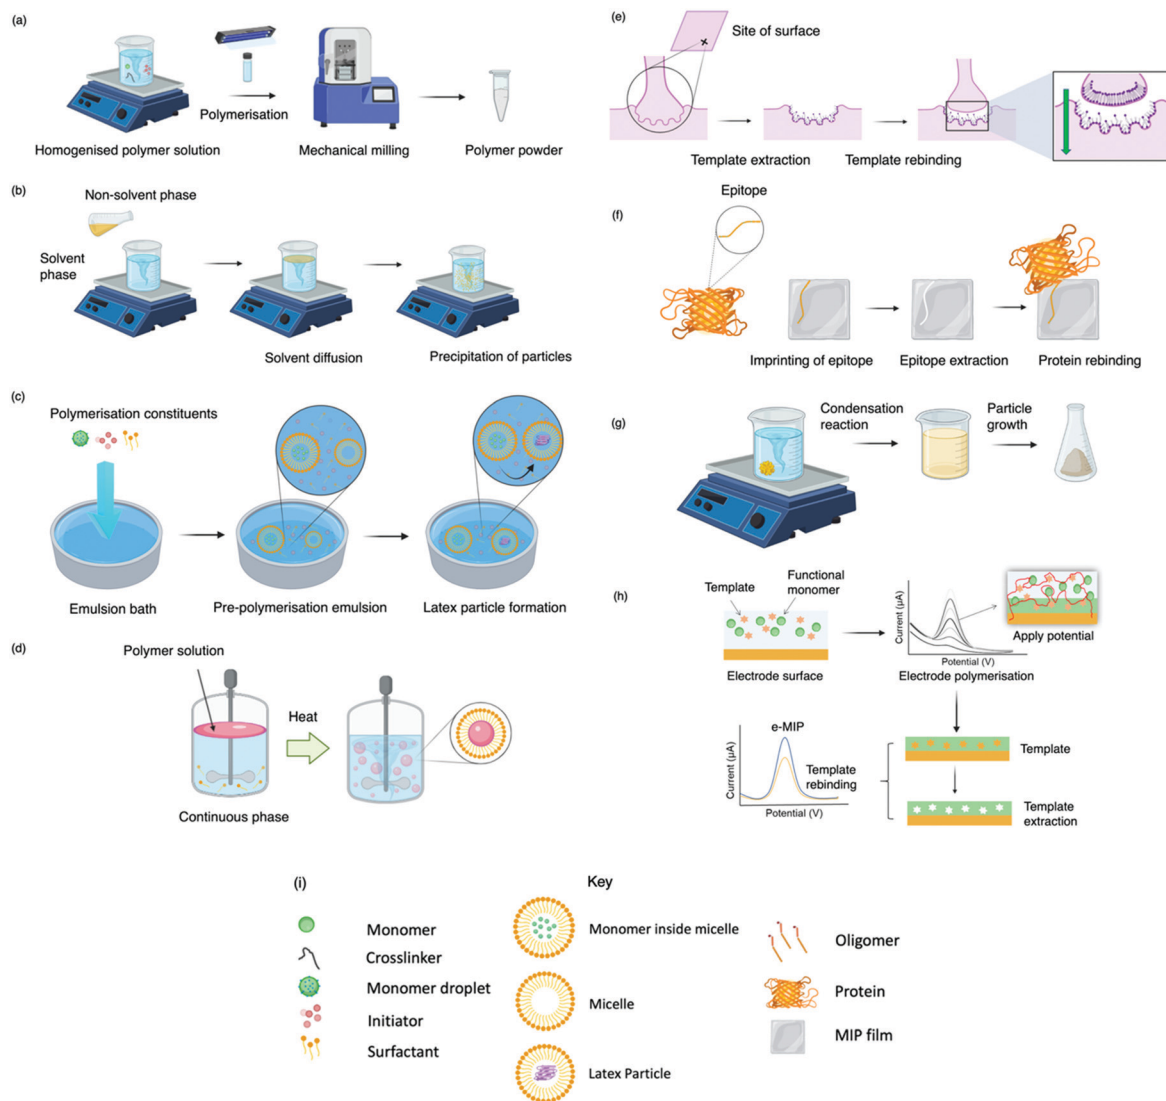 (a)
Polymerisation
Homogenised polymer solution
Mechanical milling
Polymer powder
(b)
Non-solvent phase
Solvent
phase
Solvent diffusion
Precipitation of particles
(c)
Polymerisation constituents
Emulsion bath
Pre-polymerisation emulsion
Latex particle formation
(d)
Polymer solution
Heat
Continuous phase
(e)
Site of surface
Template extraction
Template rebinding
(f)
Epitope
Imprinting of epitope
Epitope extraction
Protein rebinding
(g)
Condensation
reaction
Particle
growth
(h)
Template
Functional
monomer
Electrode surface
Current (µA)
Potential (V)
Electrode polymerisation
Apply potential
e-MIP
Current (µA)
Template
rebinding
Potential (V)
Template
Template
extraction
(i)
Key
Monomer
Crosslinker
Monomer droplet
Initiator
Surfactant
Monomer inside micelle
Micelle
Latex Particle
Oligomer
Protein
MIP film